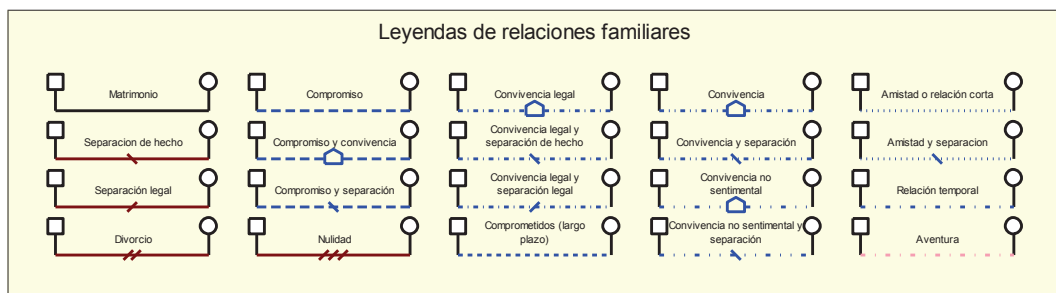 Leyendas de relaciones familiares
Matrimonio
Compromiso
Convivencia legal
Convivencia
Amistad o relación corta
Separacion de hecho
Compromiso y convivencia
Convivencia legal y
separación de hecho
Convivencia y separación
Amistad y separacion
Separación legal
Compromiso y separación
Convivencia legal y
separación legal
Convivencia no
sentimental
Relación temporal
Divorcio
Nulidad
Comprometidos (largo
plazo)
Convivencia no sentimental y
separación
Aventura